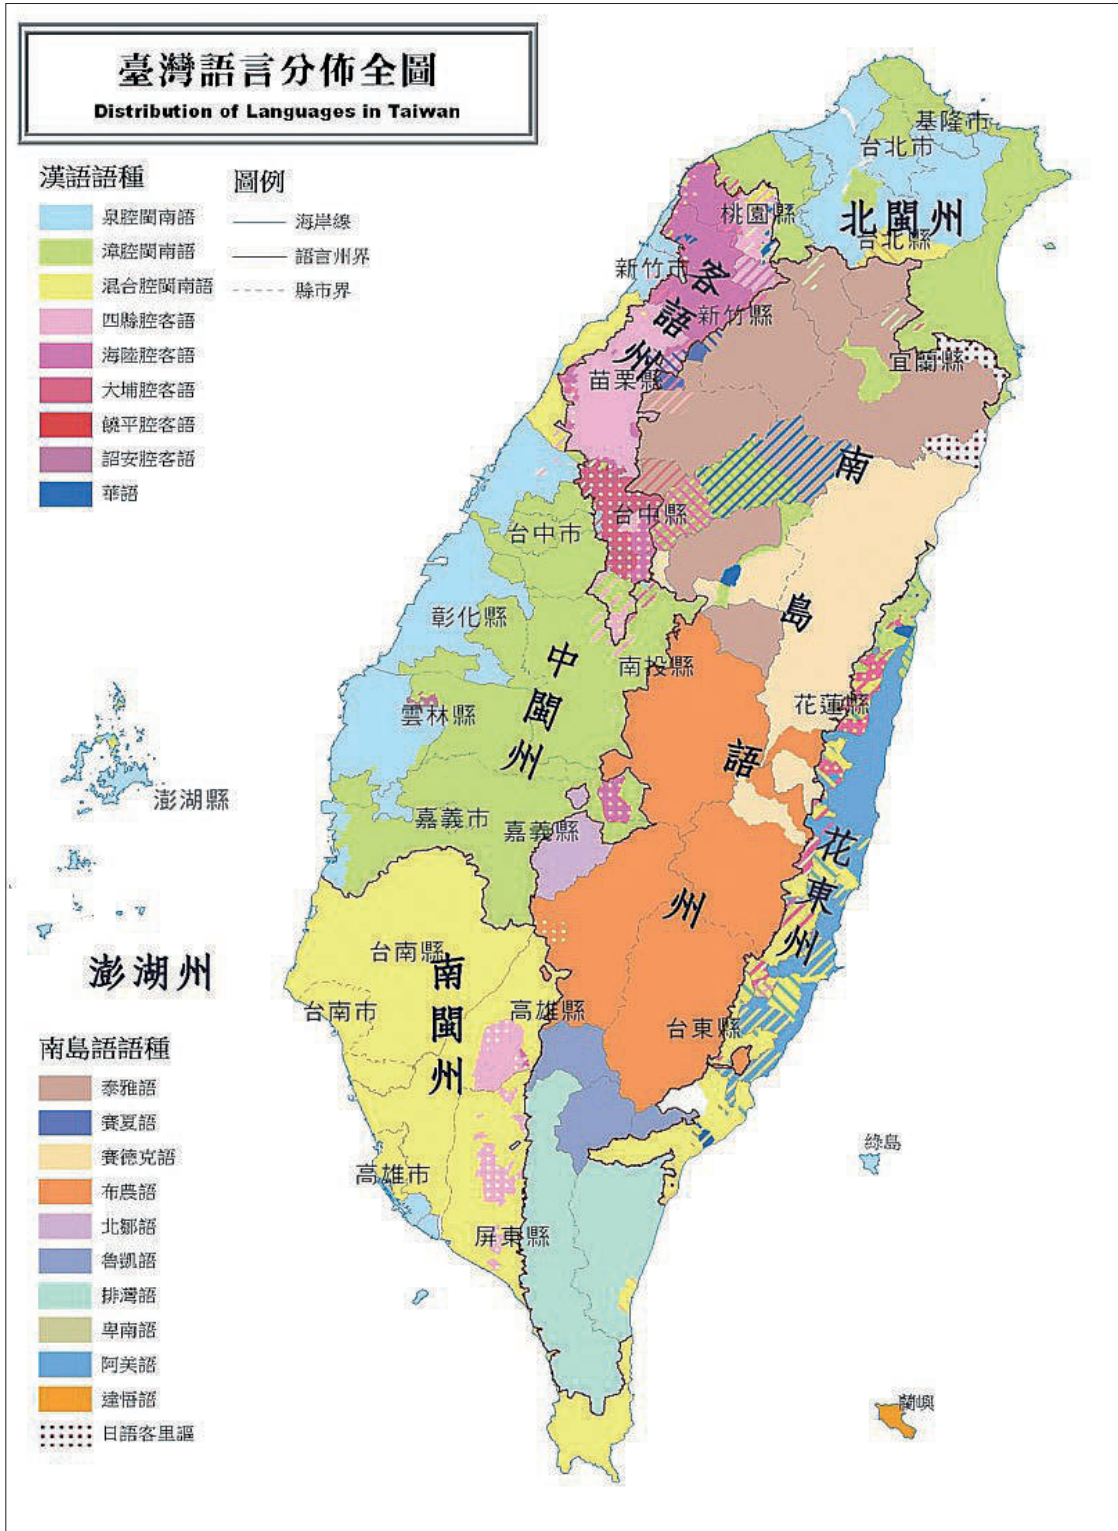 臺灣語言分佈全圖
Distribution of Languages in Taiwan
漢語語種
泉腔閩南語
漳腔閩南語
混合腔閩南語
四縣腔客語
海陸腔客語
大埔腔客語
饒平腔客語
詔安腔客語
華語
圖例
海岸線
語言州界
縣市界
基隆市
台北市
桃園縣
北閩州
台北縣
新竹市
客語州
新竹縣
宜蘭縣
苗栗縣
南島語州
台中縣
台中市
彰化縣
中閩州
南投縣
花蓮縣
雲林縣
澎湖縣
嘉義市
嘉義縣
花東州
澎湖州
台南縣
南閩州
台南市
高雄縣
台東縣
綠島
高雄市
屏東縣
蘭嶼
南島語語種
泰雅語
賽夏語
賽德克語
布農語
北鄒語
魯凱語
排灣語
卑南語
阿美語
達悟語
日語客里謳